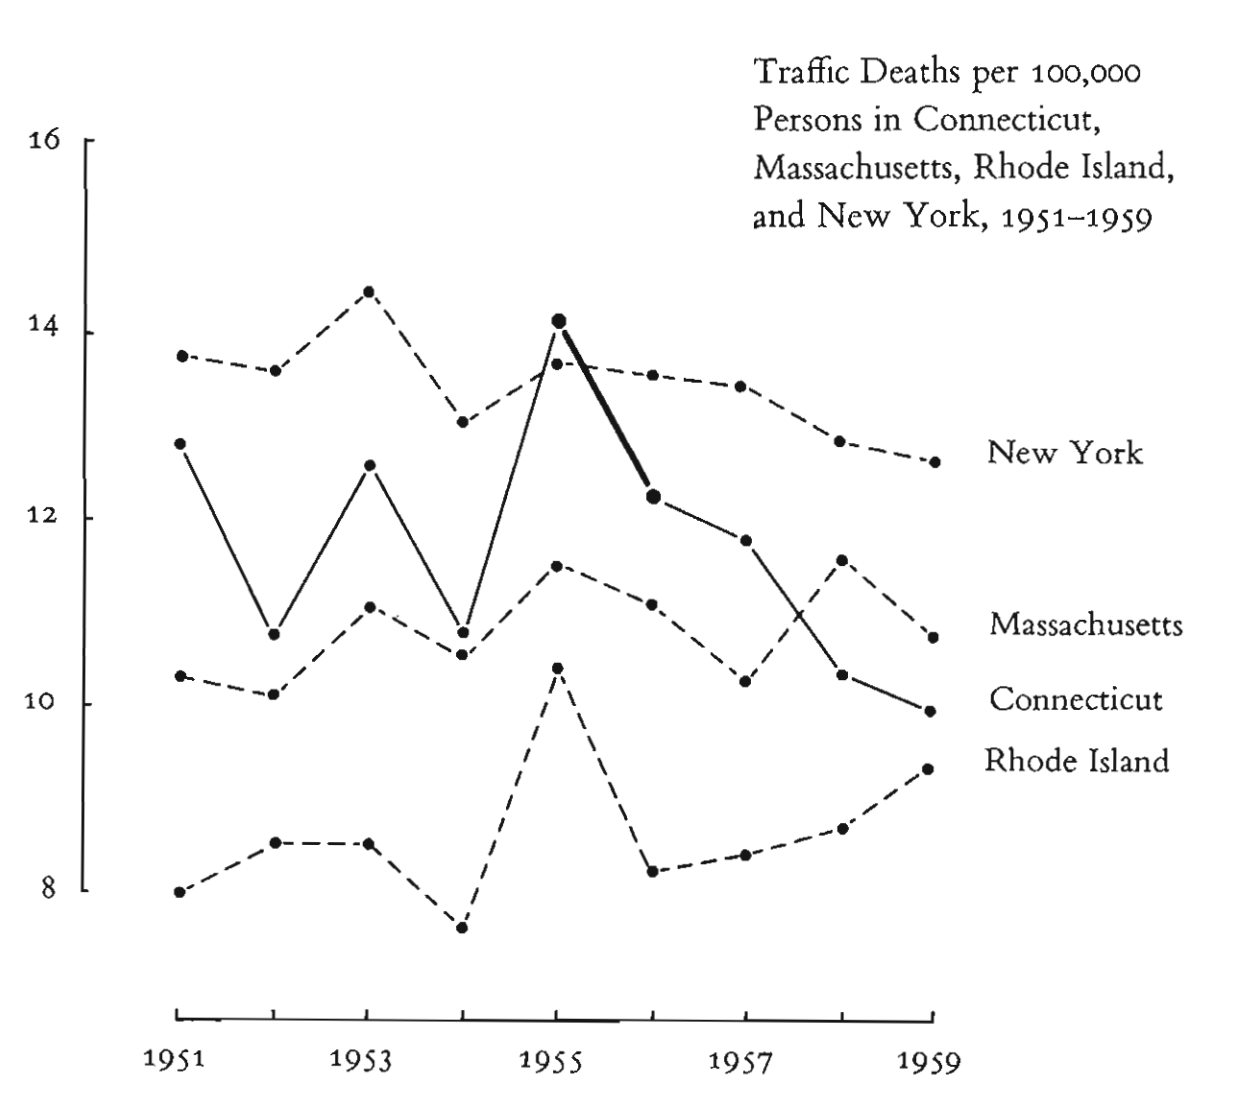 Traffic Deaths per 100,000
Persons in Connecticut,
Massachusetts, Rhode Island,
and New York, 1951–1959
16
14
12
10
8
New York
Massachusetts
Connecticut
Rhode Island
1951 1953 1955 1957 1959